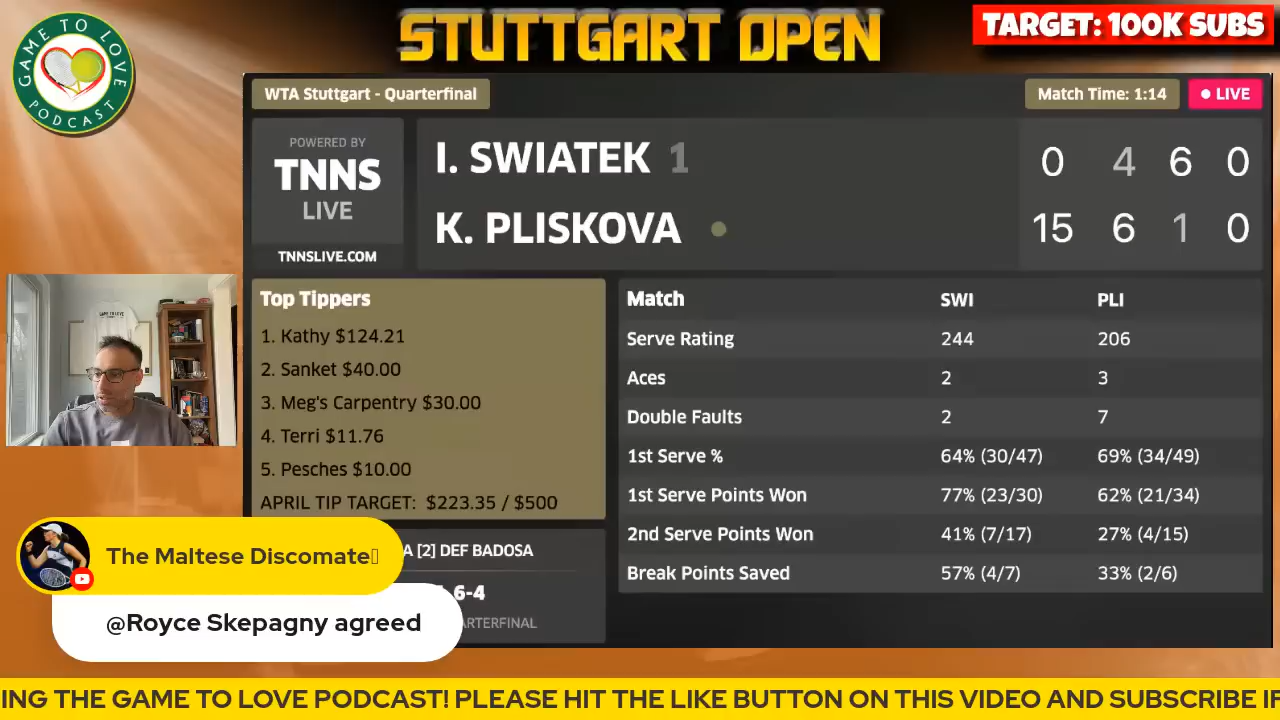 GAME TO LOVE
PODCAST
STUTTGART OPEN
TARGET: 100K SUBS
WTA Stuttgart - Quarterfinal
Match Time: 1:14
LIVE
POWERED BY
TNNS
LIVE
TNNSLIVE.COM
I. SWIATEK 1 0 4 6 0
K. PLISKOVA 15 6 1 0
Top Tippers
1. Kathy $124.21
2. Sanket $40.00
3. Meg's Carpentry $30.00
4. Terri $11.76
5. Pesches $10.00
APRIL TIP TARGET: $223.35 / $500
Match SWI PLI
Serve Rating 244 206
Aces 2 3
Double Faults 2 7
1st Serve % 64% (30/47) 69% (34/49)
1st Serve Points Won 77% (23/30) 62% (21/34)
2nd Serve Points Won 41% (7/17) 27% (4/15)
Break Points Saved 57% (4/7) 33% (2/6)
A [2] DEF BADOSA
6-4
ARTERFINAL
The Maltese Discomate
@Royce Skepagny agreed
ING THE GAME TO LOVE PODCAST! PLEASE HIT THE LIKE BUTTON ON THIS VIDEO AND SUBSCRIBE IF